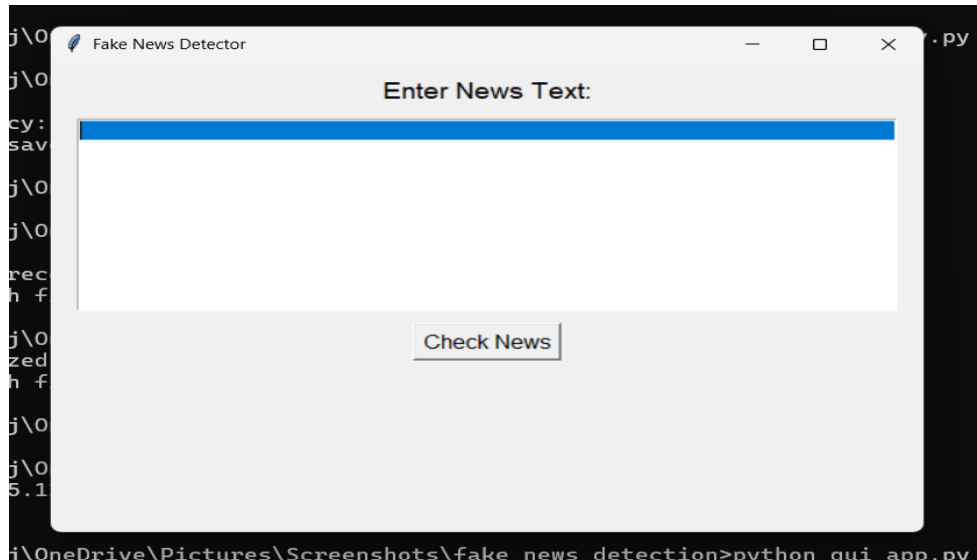 j\O
Fake News Detector
.py
j\O
Enter News Text:
cy:
sav
j\O
j\O
rec
h f
Check News
j\O
zed
h f
j\O
j\O
5.1
j\OneDrive\Pictures\Screenshots\fake_news_detection>python gui_app.py